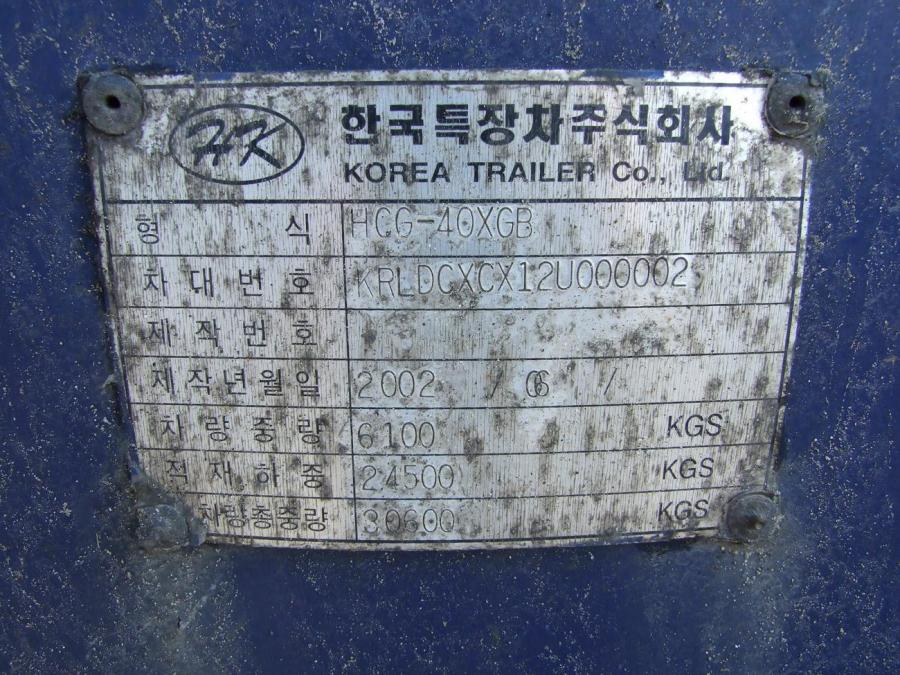 HK 한국특장차주식회사
KOREA TRAILER Co., Ltd.
형 식 HCG-40XGB
차대번호 KRLDCXCX12U000002
제작번호
제작년월일 2002 / 06 /
차량중량 6100 KGS
적재하중 24500 KGS
차량총중량 30600 KGS